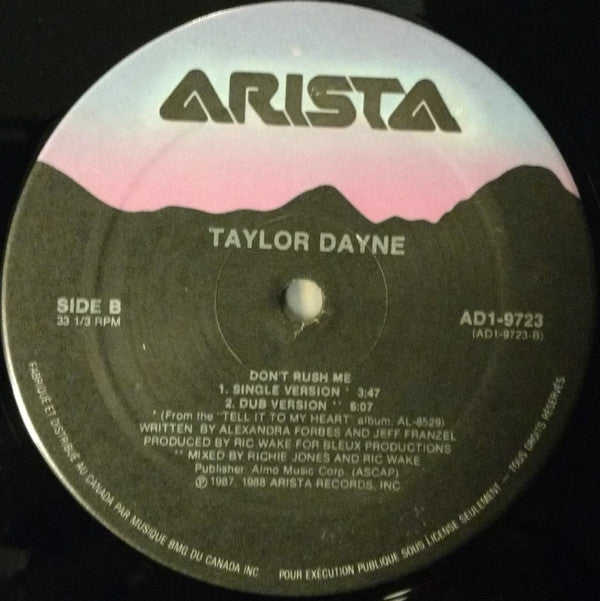 ARISTA
TAYLOR DAYNE
SIDE B
33 1/3 RPM
AD1-9723
(AD1-9723-B)
DON'T RUSH ME
1. SINGLE VERSION * 3:47
2. DUB VERSION ** 6:07
* (From the "TELL IT TO MY HEART" album, AL-8529)
WRITTEN BY ALEXANDRA FORBES AND JEFF FRANZEL
PRODUCED BY RIC WAKE FOR BLEUX PRODUCTIONS
** MIXED BY RICHIE JONES AND RIC WAKE
Publisher Almo Music Corp. (ASCAP)
℗ 1987, 1988 ARISTA RECORDS, INC.
FABRIQUÉ ET DISTRIBUÉ AU CANADA PAR MUSIQUE BMG DU CANADA INC POUR EXÉCUTION PUBLIQUE SOUS LICENSE SEULEMENT — TOUS DROITS RÉSERVÉS